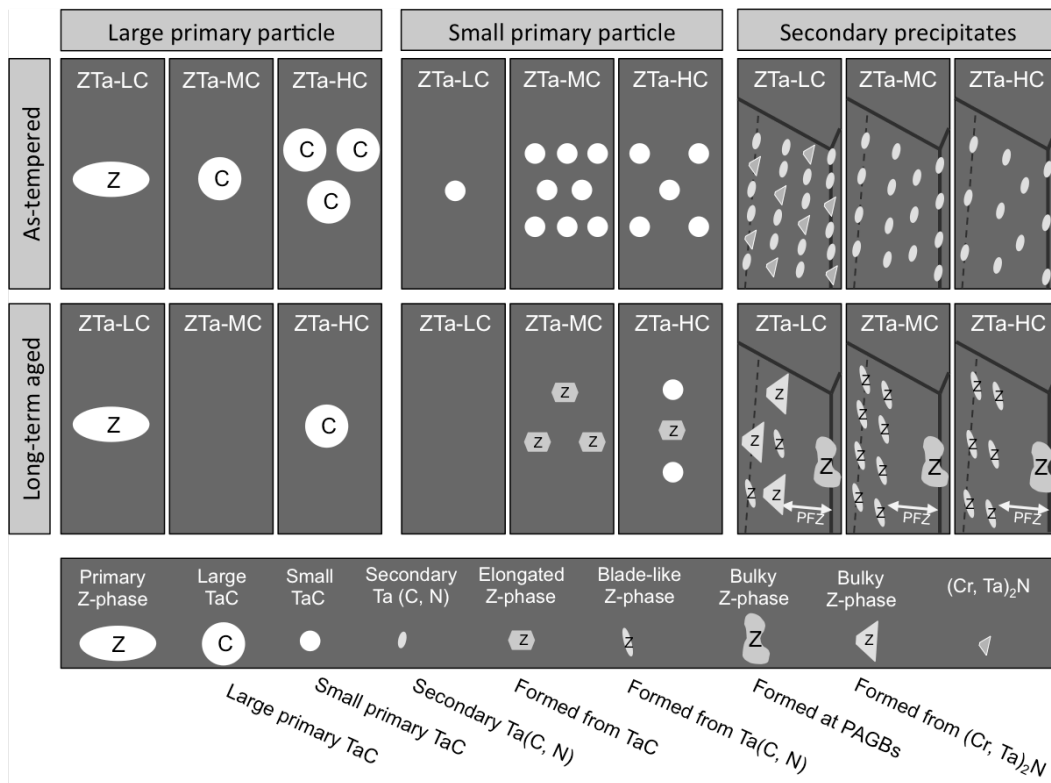 Large primary particle
Small primary particle
Secondary precipitates
As-tempered
ZTa-LC
ZTa-MC
ZTa-HC
ZTa-LC
ZTa-MC
ZTa-HC
ZTa-LC
ZTa-MC
ZTa-HC
Z
C
C
C
C
Long-term aged
ZTa-LC
ZTa-MC
ZTa-HC
ZTa-LC
ZTa-MC
ZTa-HC
ZTa-LC
ZTa-MC
ZTa-HC
Z
C
Z
Z
Z
Z
Z
Z
Z
Z
Z
Z
Z
PFZ
Z
Z
Z
Z
Z
Z
Z
Z
Z
PFZ
Z
Z
Z
Z
Z
Z
Z
PFZ
Primary
Z-phase
Large
TaC
Small
TaC
Secondary
Ta (C, N)
Elongated
Z-phase
Blade-like
Z-phase
Bulky
Z-phase
Bulky
Z-phase
(Cr, Ta)₂N
Z
C
Z
Z
Z
Z
Large primary TaC
Small primary TaC
Secondary Ta(C, N)
Formed from TaC
Formed from Ta(C, N)
Formed at PAGBs
Formed from (Cr, Ta)₂N